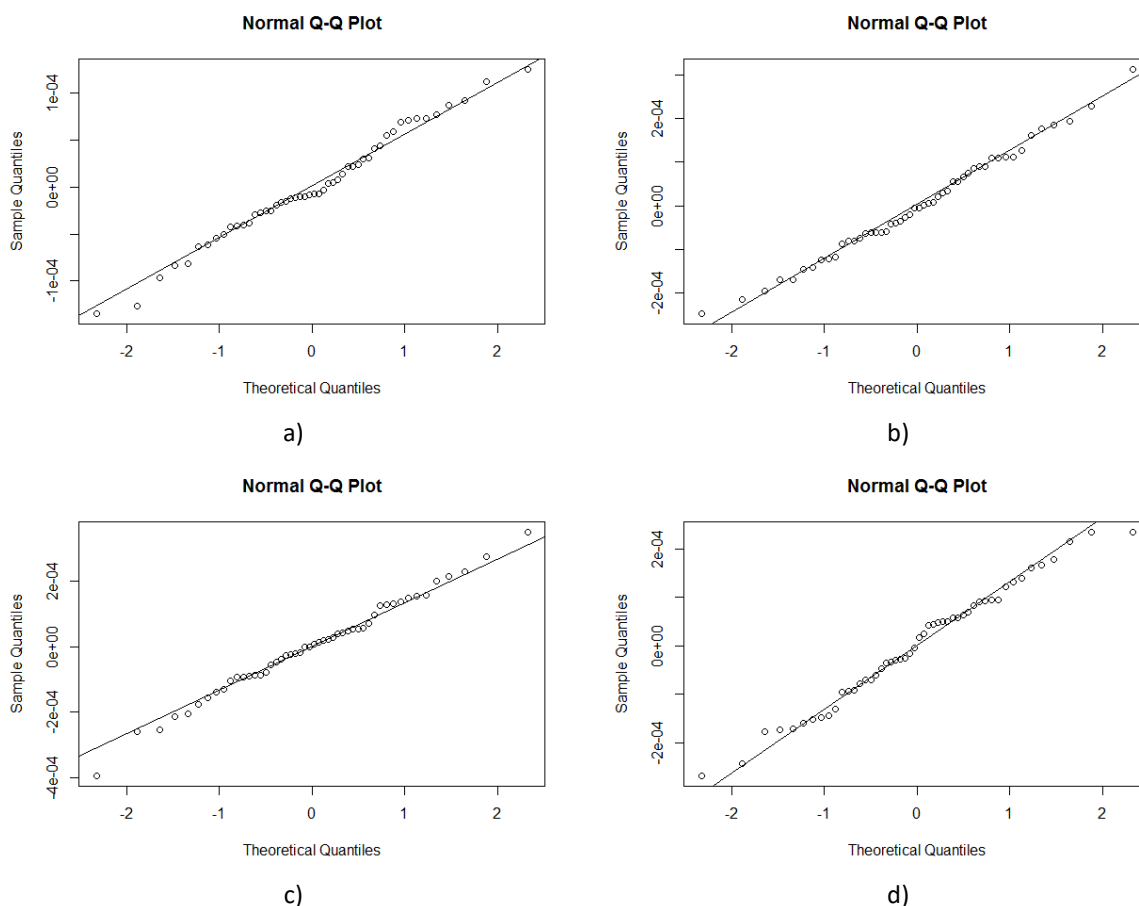 Normal Q-Q Plot
Sample Quantiles
1e-04
0e+00
-1e-04
-2 -1 0 1 2
Theoretical Quantiles
a)
Normal Q-Q Plot
Sample Quantiles
2e-04
0e+00
-2e-04
-2 -1 0 1 2
Theoretical Quantiles
b)
Normal Q-Q Plot
Sample Quantiles
2e-04
0e+00
-2e-04
-4e-04
-2 -1 0 1 2
Theoretical Quantiles
c)
Normal Q-Q Plot
Sample Quantiles
2e-04
0e+00
-2e-04
-2 -1 0 1 2
Theoretical Quantiles
d)